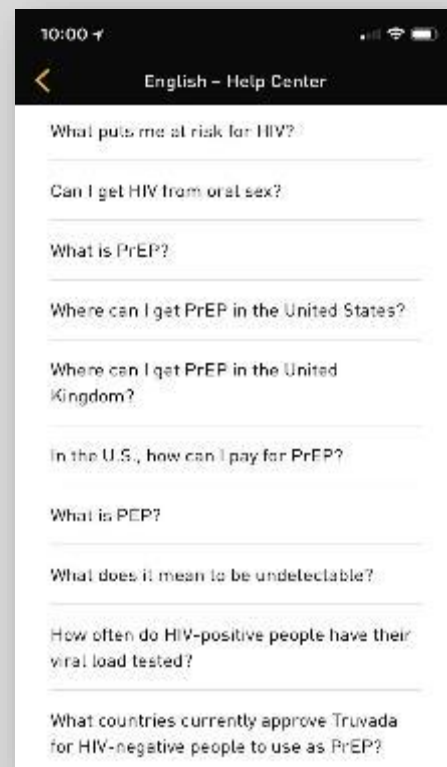 10:00
English – Help Center
What puts me at risk for HIV?
Can I get HIV from oral sex?
What is PrEP?
Where can I get PrEP in the United States?
Where can I get PrEP in the United
Kingdom?
In the U.S., how can I pay for PrEP?
What is PEP?
What does it mean to be undetectable?
How often do HIV-positive people have their
viral load tested?
What countries currently approve Truvada
for HIV-negative people to use as PrEP?